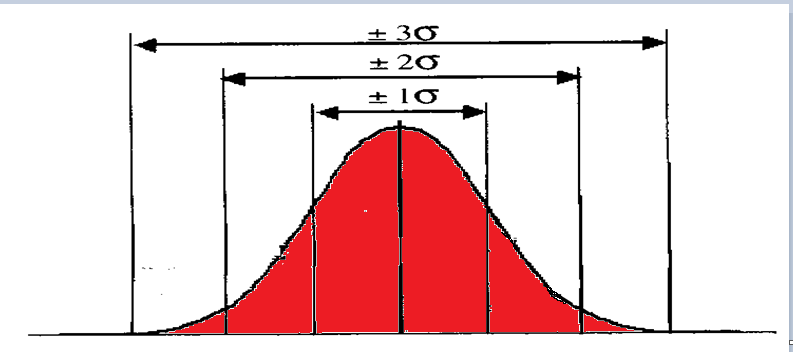 ± 3σ
± 2σ
± 1σ